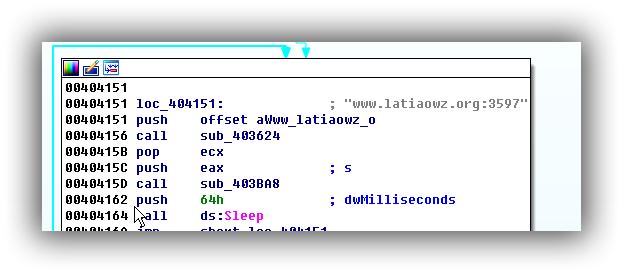 00404151
00404151 loc_404151: ; "www.latiaowz.org:3597"
00404151 push offset aWww_latiaowz_o
00404156 call sub_403624
0040415B pop ecx
0040415C push eax ; s
0040415D call sub_403BA8
00404162 push 64h ; dwMilliseconds
00404164 call ds:Sleep